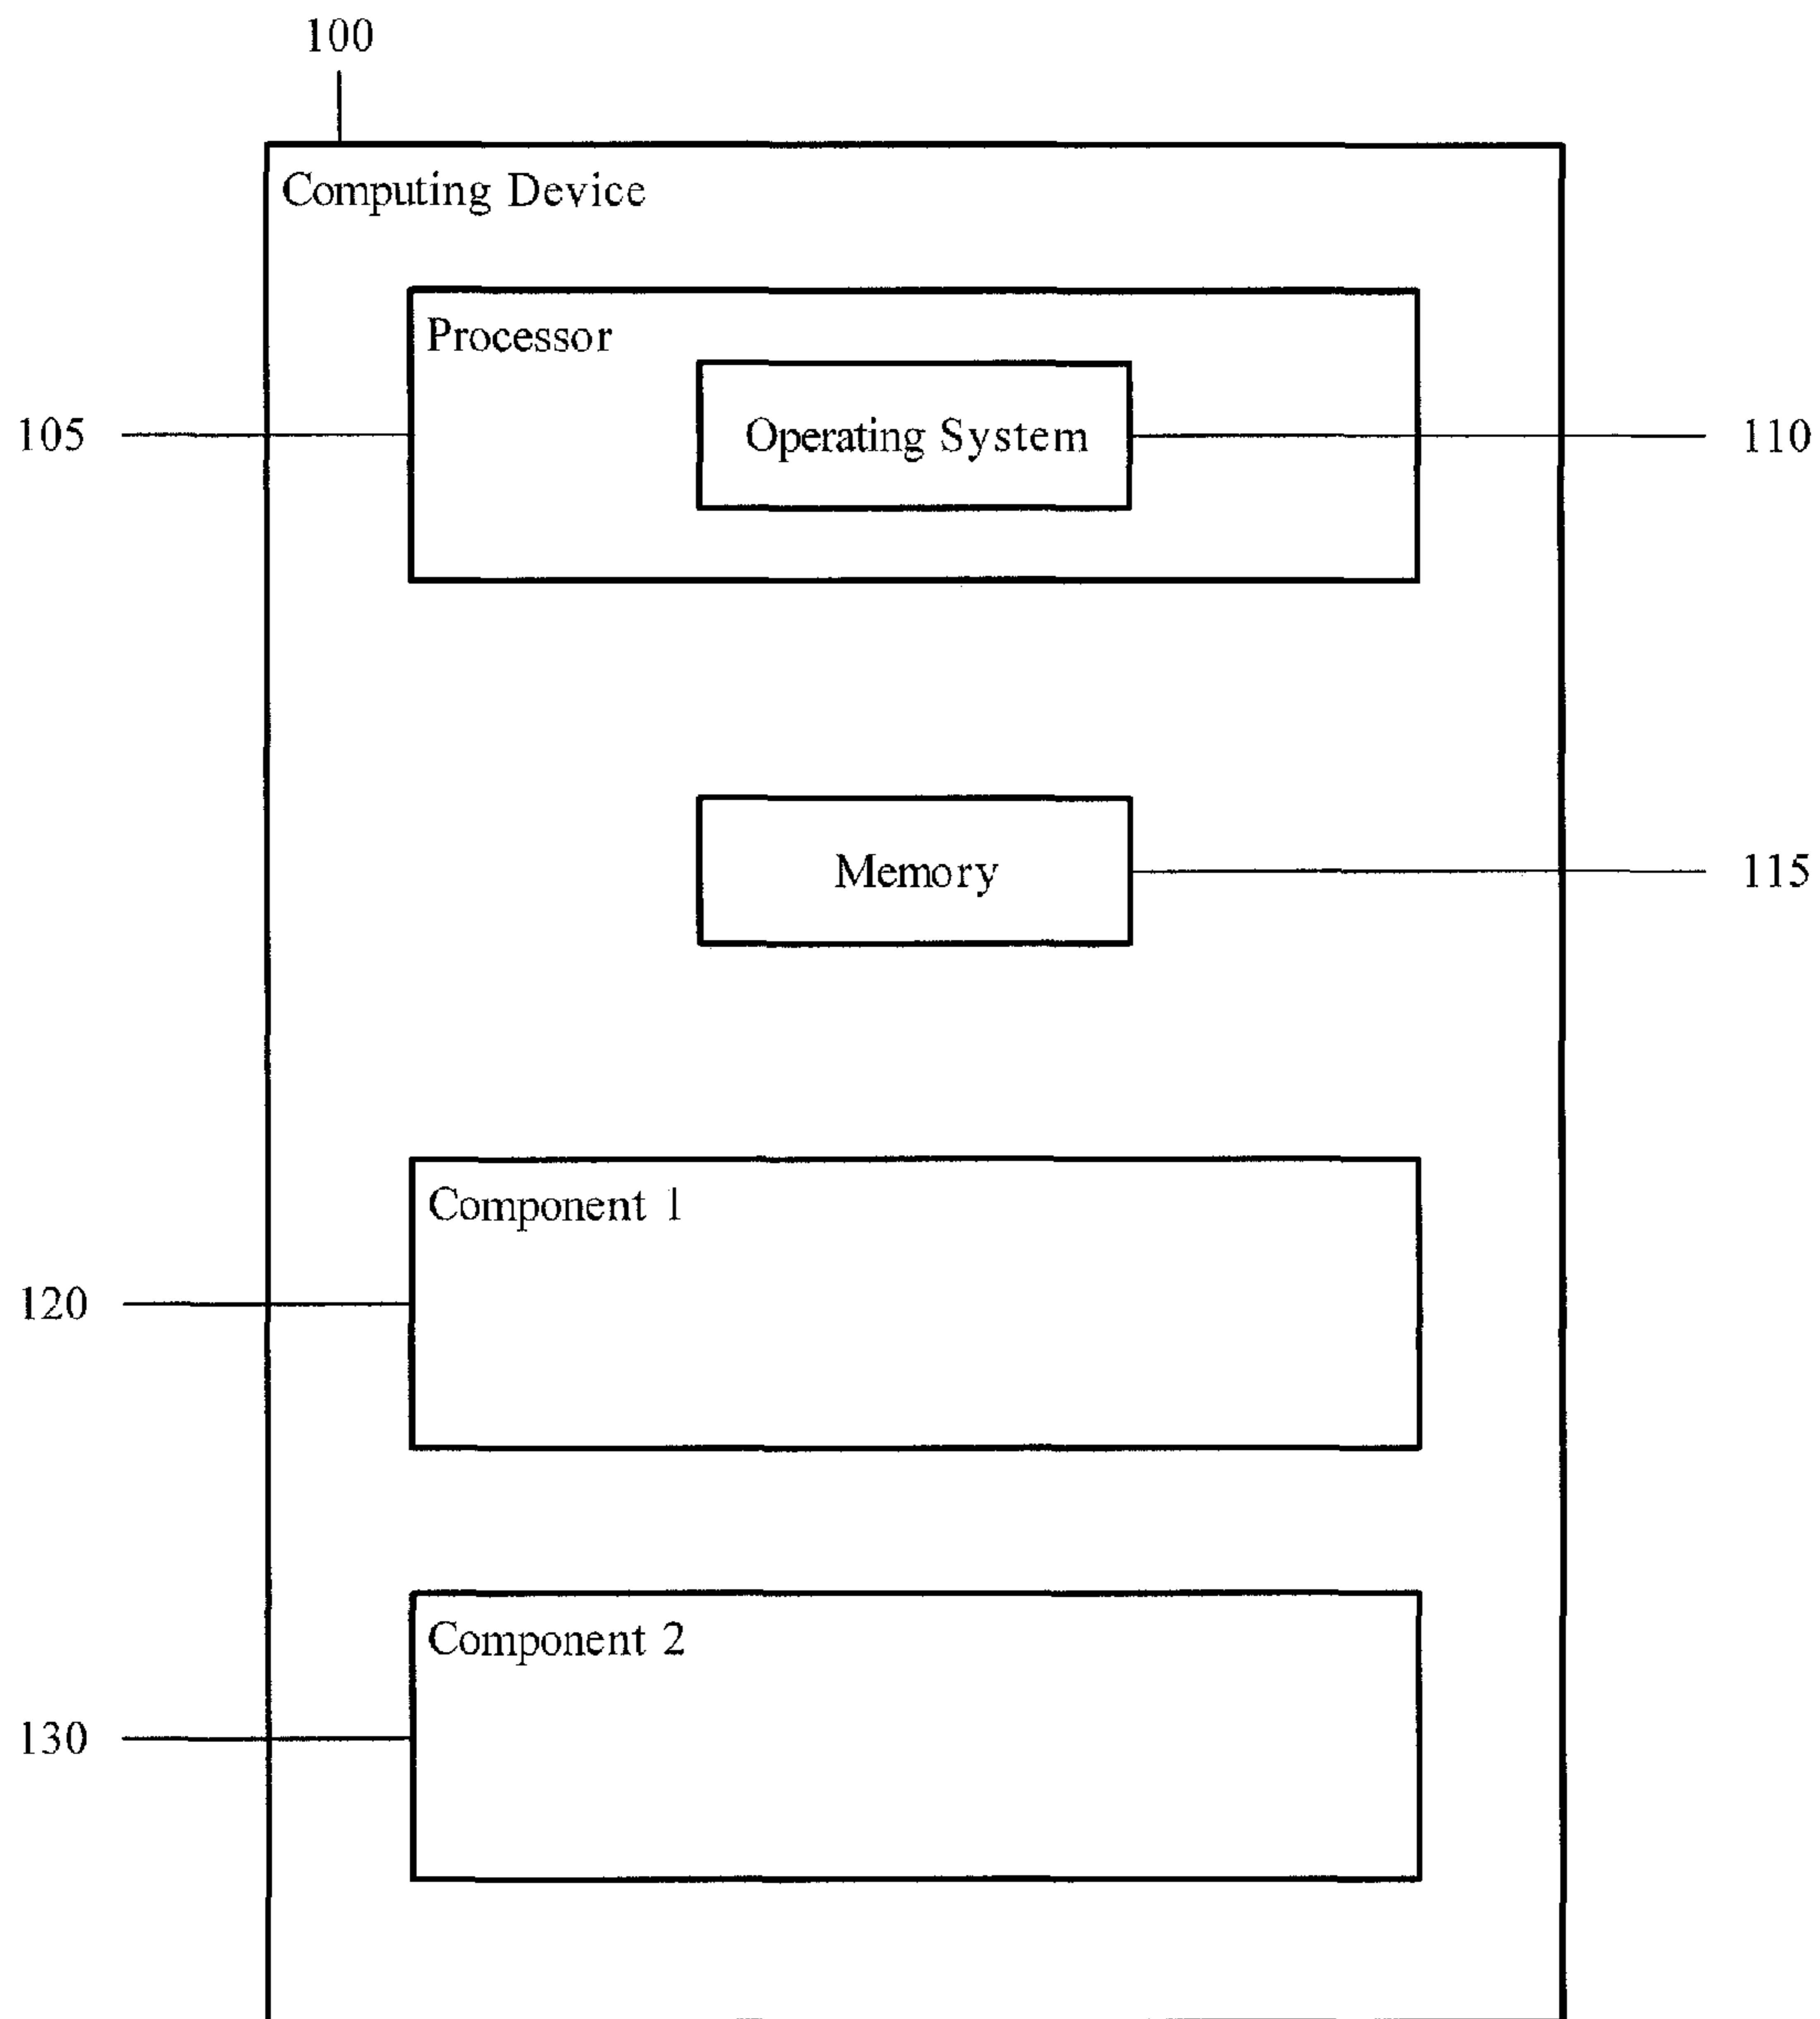 100
Computing Device
Processor
105
Operating System
110
Memory
115
Component 1
120
Component 2
130